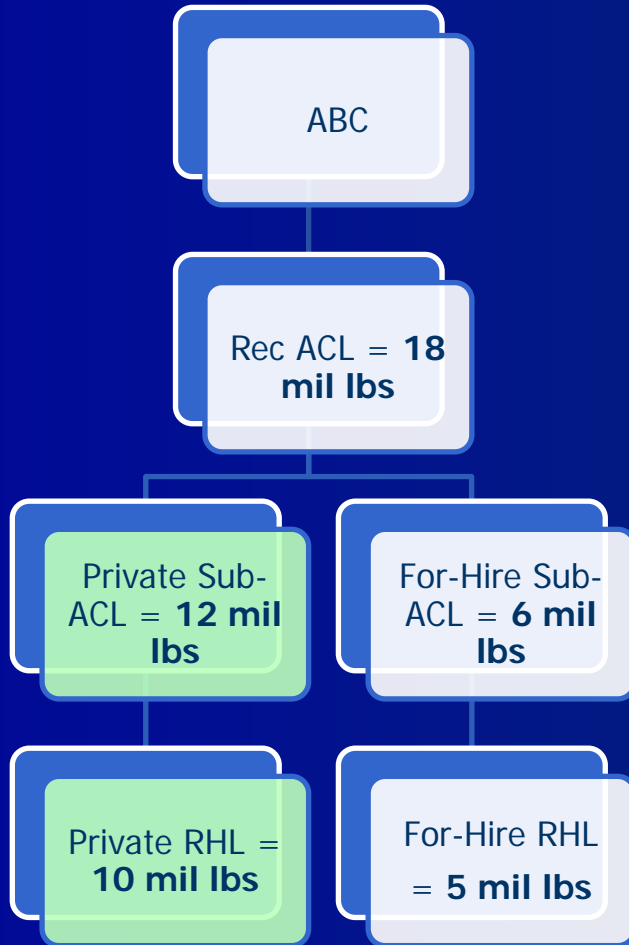 ABC
Rec ACL = 18
mil lbs
Private Sub-
ACL = 12 mil
lbs
For-Hire Sub-
ACL = 6 mil
lbs
Private RHL =
10 mil lbs
For-Hire RHL
= 5 mil lbs